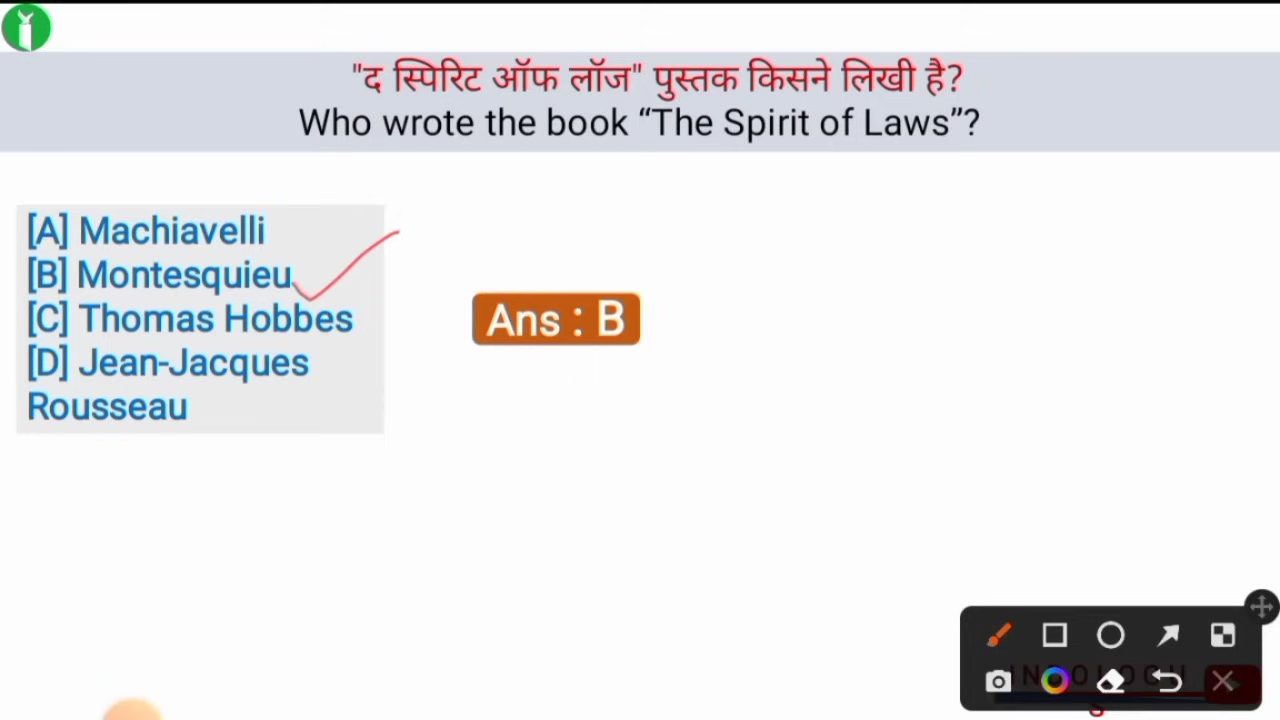 "द स्पिरिट ऑफ लॉज" पुस्तक किसने लिखी है?
Who wrote the book “The Spirit of Laws”?
[A] Machiavelli
[B] Montesquieu
[C] Thomas Hobbes
[D] Jean-Jacques
Rousseau
Ans : B